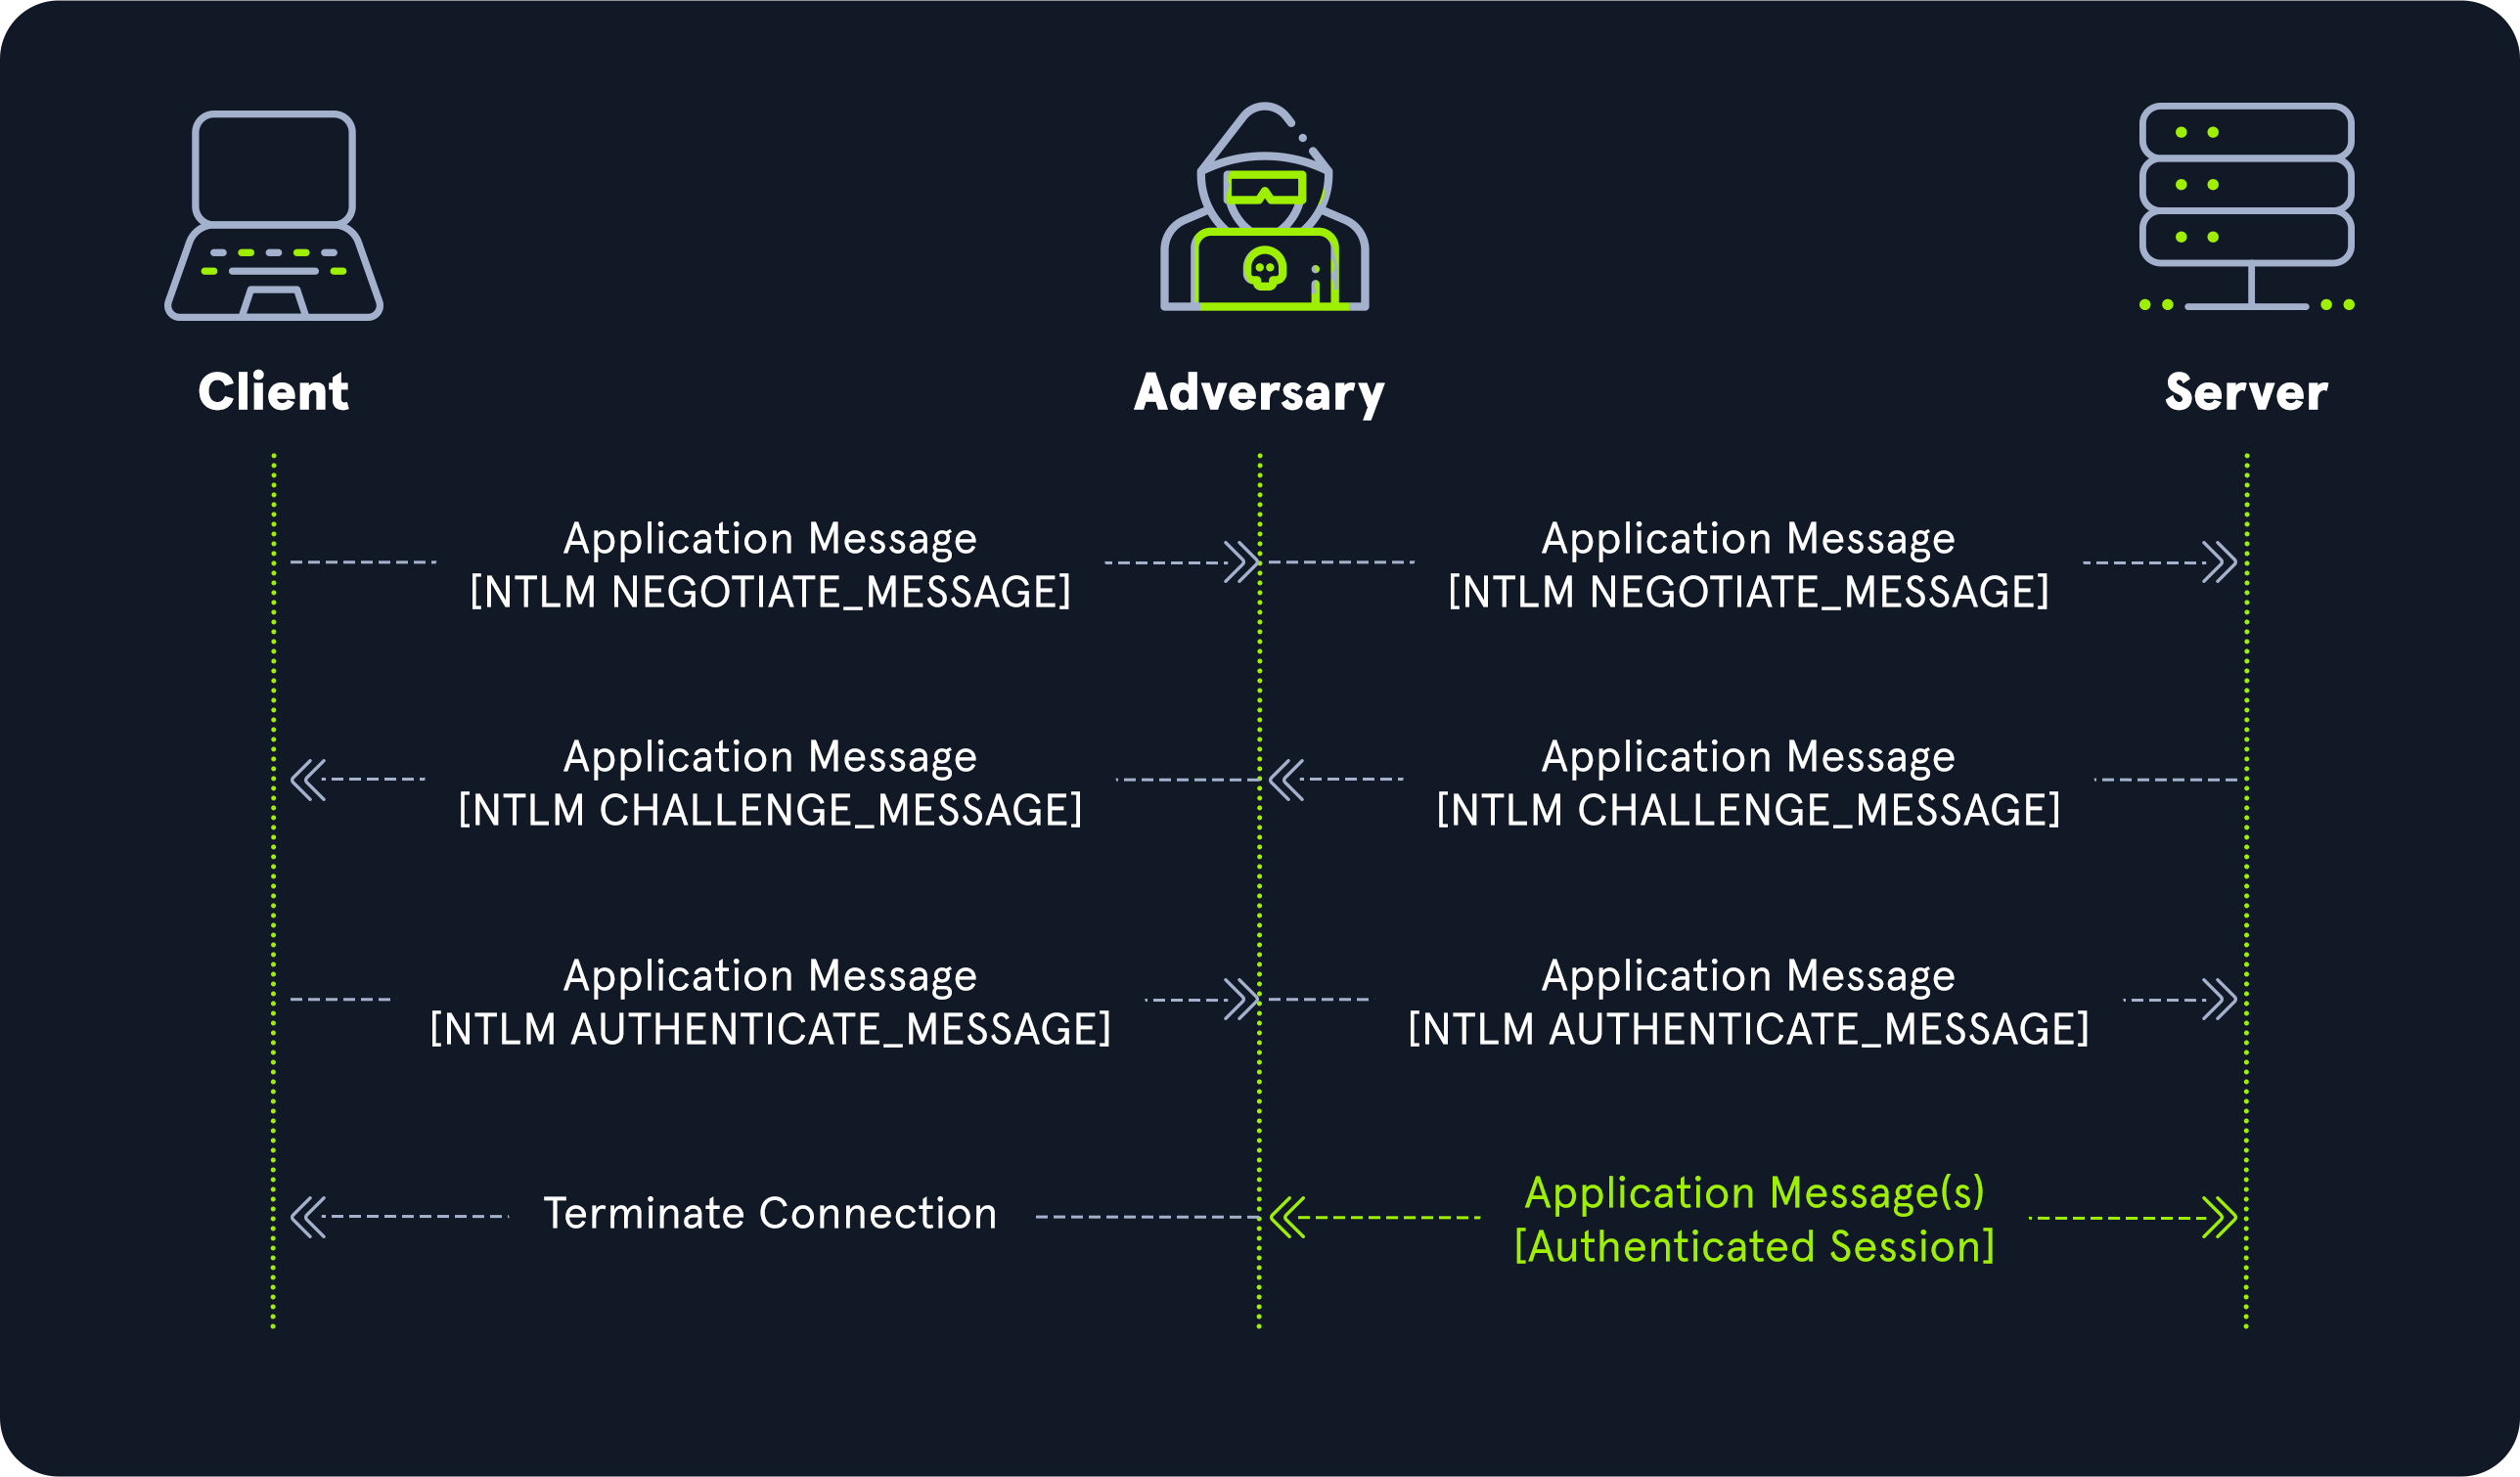 Client
Adversary
Server
Application Message
[NTLM NEGOTIATE_MESSAGE]
Application Message
[NTLM NEGOTIATE_MESSAGE]
Application Message
[NTLM CHALLENGE_MESSAGE]
Application Message
[NTLM CHALLENGE_MESSAGE]
Application Message
[NTLM AUTHENTICATE_MESSAGE]
Application Message
[NTLM AUTHENTICATE_MESSAGE]
Terminate Connection
Application Message(s)
[Authenticated Session]